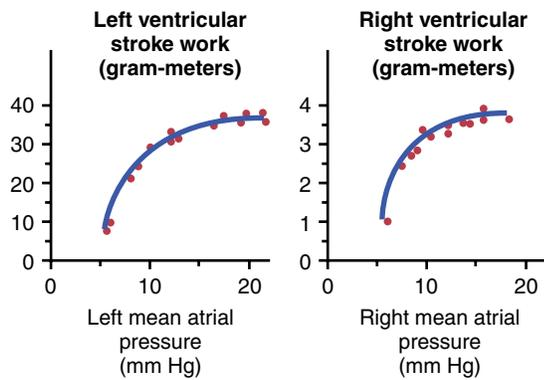 Left ventricular
stroke work
(gram-meters)
40
30
20
10
0
0 10 20
Left mean atrial
pressure
(mm Hg)
Right ventricular
stroke work
(gram-meters)
4
3
2
1
0
0 10 20
Right mean atrial
pressure
(mm Hg)